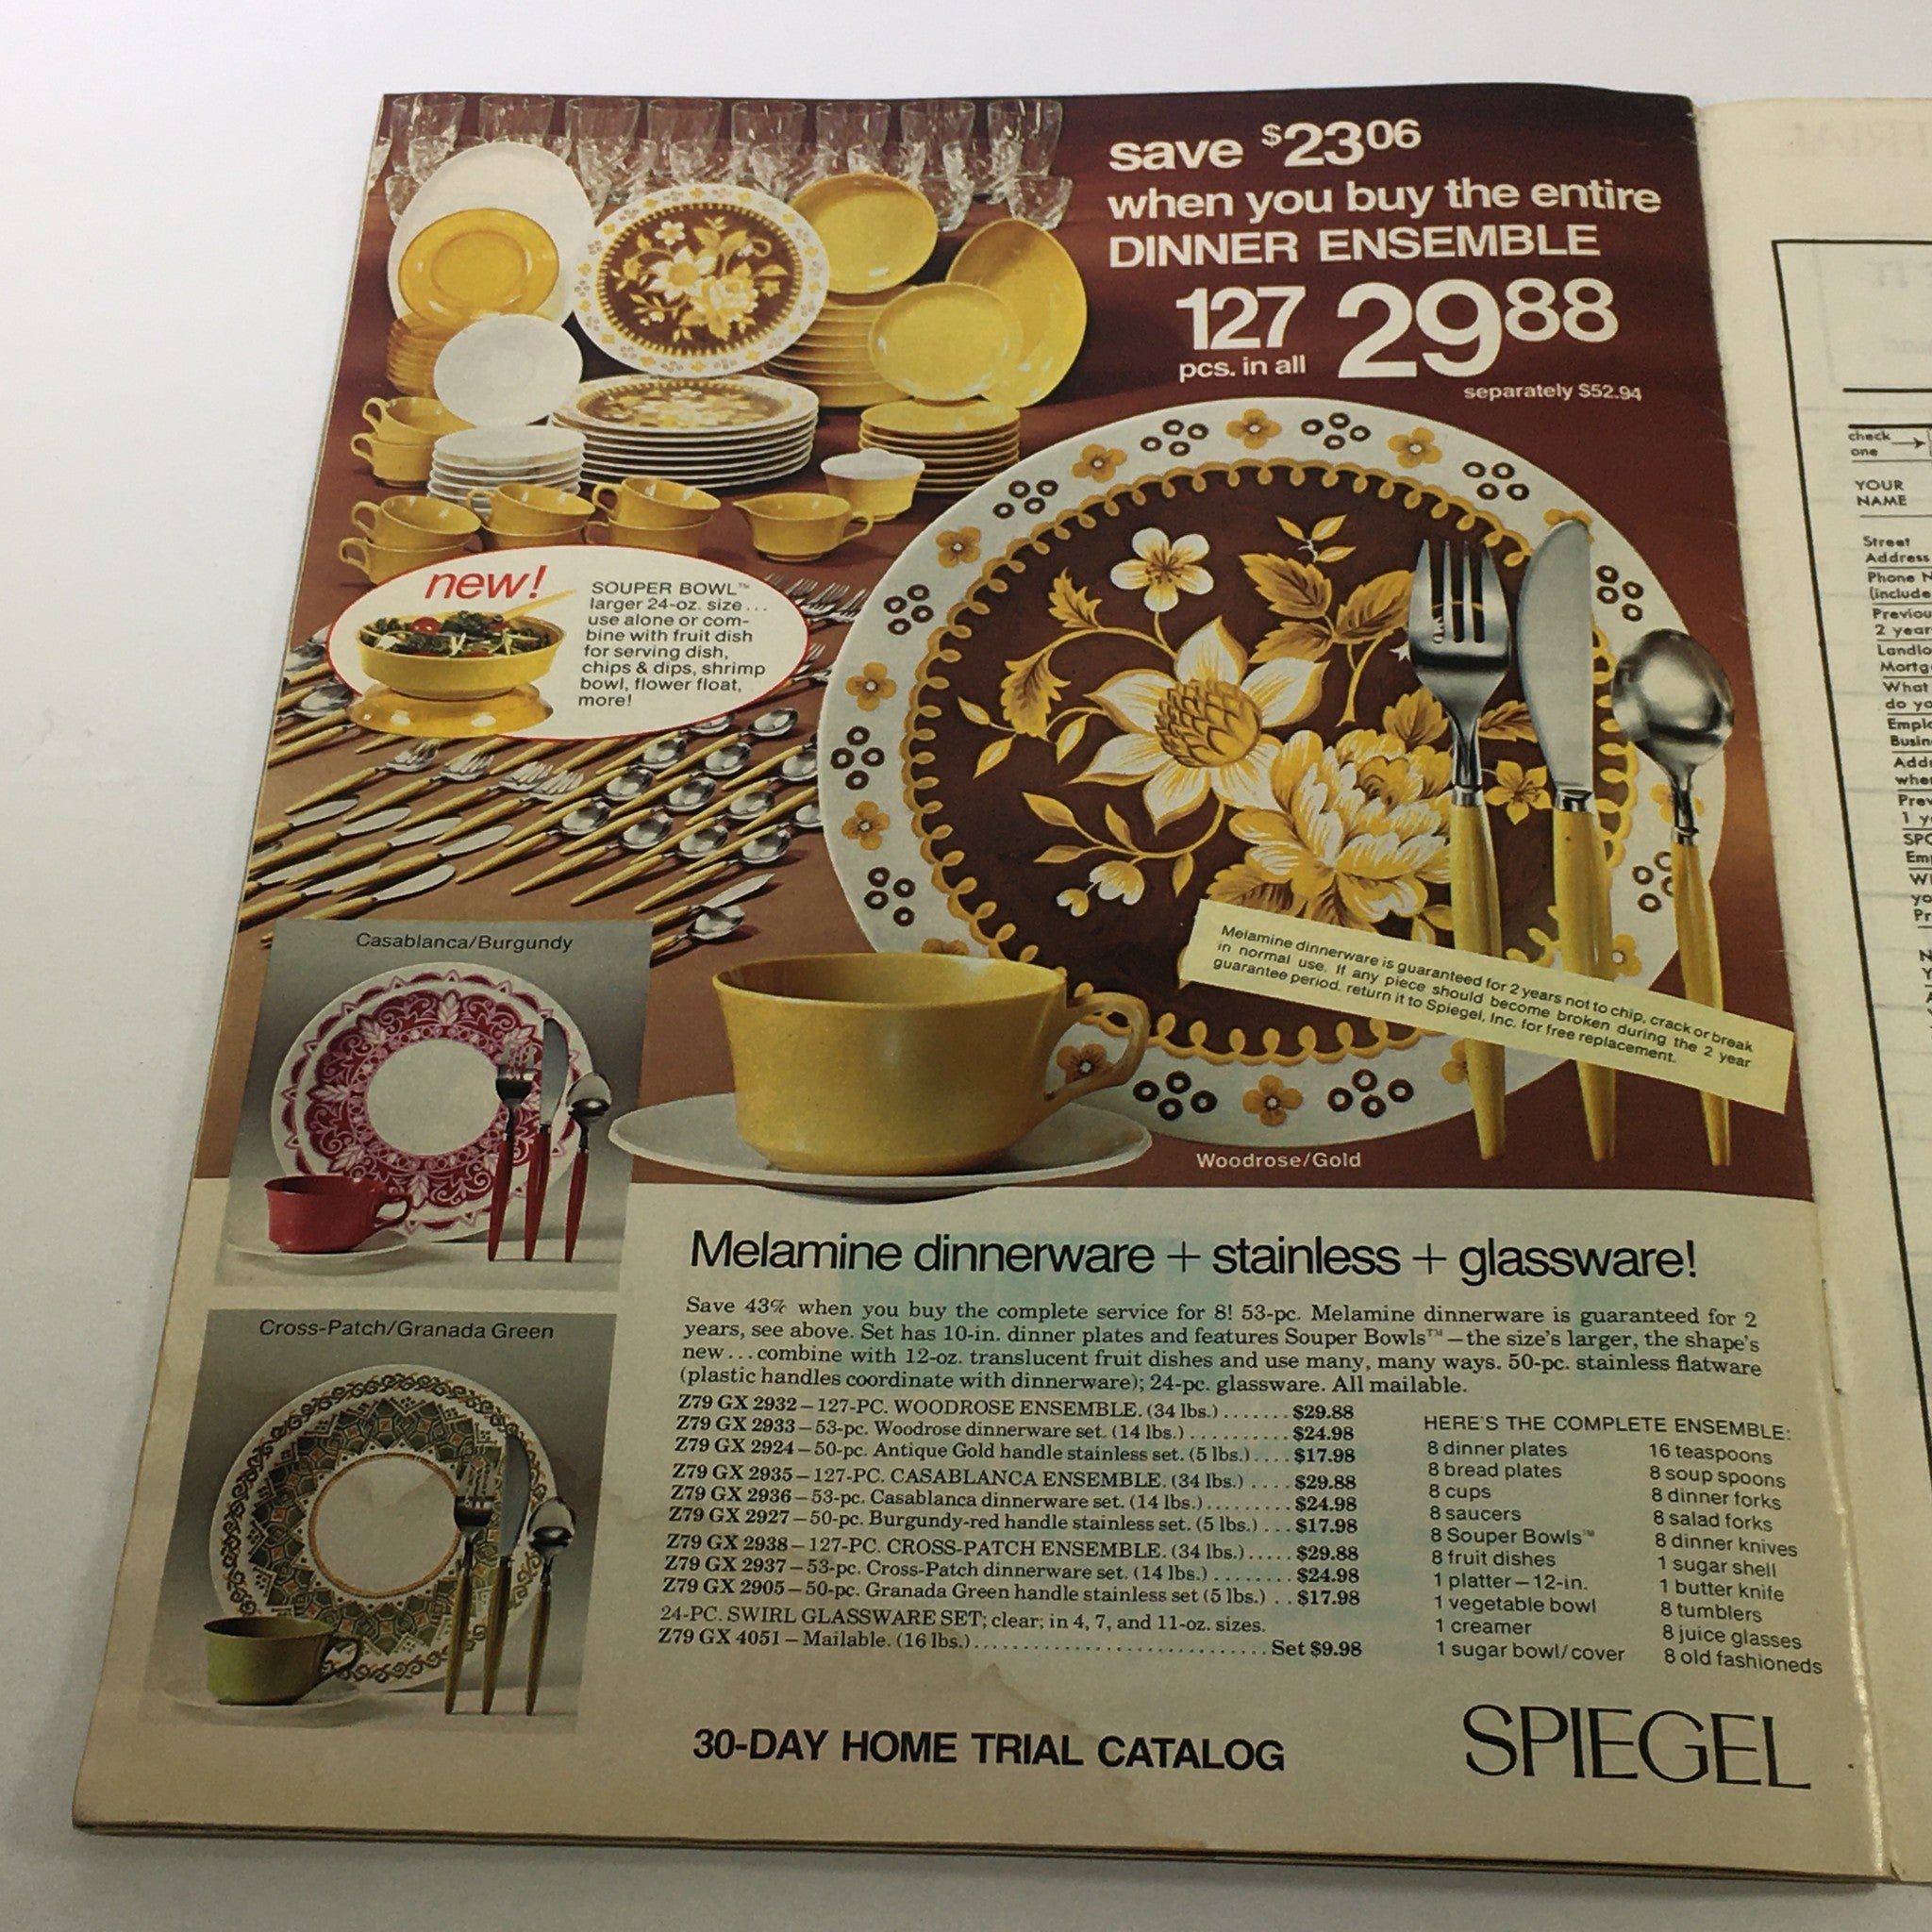 save $23 06
when you buy the entire
DINNER ENSEMBLE
127
pcs. in all
29 88
separately $52.94
new!
SOUPER BOWL™
larger 24-oz. size...
use alone or com-
bine with fruit dish
for serving dish,
chips & dips, shrimp
bowl, flower float,
more!
Melamine dinnerware is guaranteed for 2 years not to chip, crack or break
in normal use. If any piece should become broken during the 2 year
guarantee period, return it to Spiegel, Inc. for free replacement.
Woodrose/Gold
Casablanca/Burgundy
Cross-Patch/Granada Green
Melamine dinnerware + stainless + glassware!
Save 43% when you buy the complete service for 8! 53-pc. Melamine dinnerware is guaranteed for 2
years, see above. Set has 10-in. dinner plates and features Souper Bowls™—the size's larger, the shape's
new...combine with 12-oz. translucent fruit dishes and use many, many ways. 50-pc. stainless flatware
(plastic handles coordinate with dinnerware); 24-pc. glassware. All mailable.
Z79 GX 2932—127-PC. WOODROSE ENSEMBLE. (34 lbs.).......$29.88
Z79 GX 2933—53-pc. Woodrose dinnerware set. (14 lbs.)..........$24.98
Z79 GX 2924—50-pc. Antique Gold handle stainless set. (5 lbs.)....$17.98
Z79 GX 2935—127-PC. CASABLANCA ENSEMBLE. (34 lbs.)....$29.88
Z79 GX 2936—53-pc. Casablanca dinnerware set. (14 lbs.).........$24.98
Z79 GX 2927—50-pc. Burgundy-red handle stainless set. (5 lbs.)...$17.98
Z79 GX 2938—127-PC. CROSS-PATCH ENSEMBLE. (34 lbs.).....$29.88
Z79 GX 2937—53-pc. Cross-Patch dinnerware set. (14 lbs.)........$24.98
Z79 GX 2905—50-pc. Granada Green handle stainless set (5 lbs.)..$17.98
24-PC. SWIRL GLASSWARE SET; clear; in 4, 7, and 11-oz. sizes.
Z79 GX 4051—Mailable. (16 lbs.)............................Set $9.98
HERE'S THE COMPLETE ENSEMBLE:
8 dinner plates
8 bread plates
8 cups
8 saucers
8 Souper Bowls™
8 fruit dishes
1 platter—12-in.
1 vegetable bowl
1 creamer
1 sugar bowl/cover
16 teaspoons
8 soup spoons
8 dinner forks
8 salad forks
8 dinner knives
1 sugar shell
1 butter knife
8 tumblers
8 juice glasses
8 old fashioneds
30-DAY HOME TRIAL CATALOG
SPIEGEL
check
one
YOUR
NAME
Street
Address
Phone
(include
2 year
What
when